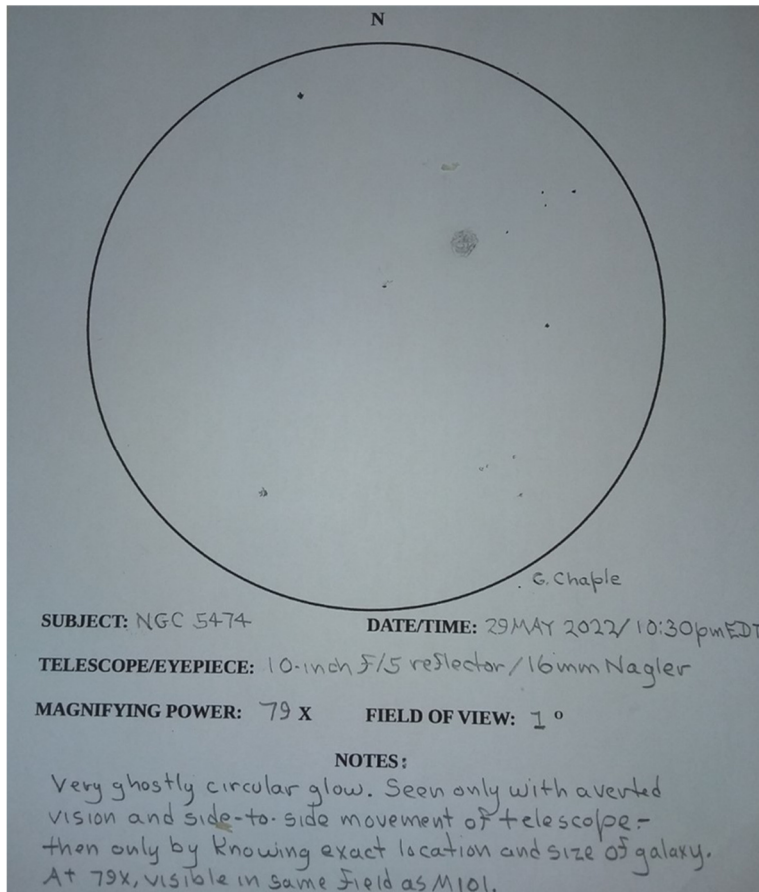 N
G. Chaple
SUBJECT: NGC 5474 DATE/TIME: 29 MAY 2022/10:30pm EDT
TELESCOPE/EYEPIECE: 10-inch f/5 reflector/16mm Nagler
MAGNIFYING POWER: 79 X FIELD OF VIEW: 1 °
NOTES:
Very ghostly circular glow. Seen only with averted
vision and side-to-side movement of telescope-
then only by knowing exact location and size of galaxy.
At 79x, visible in same field as M101.